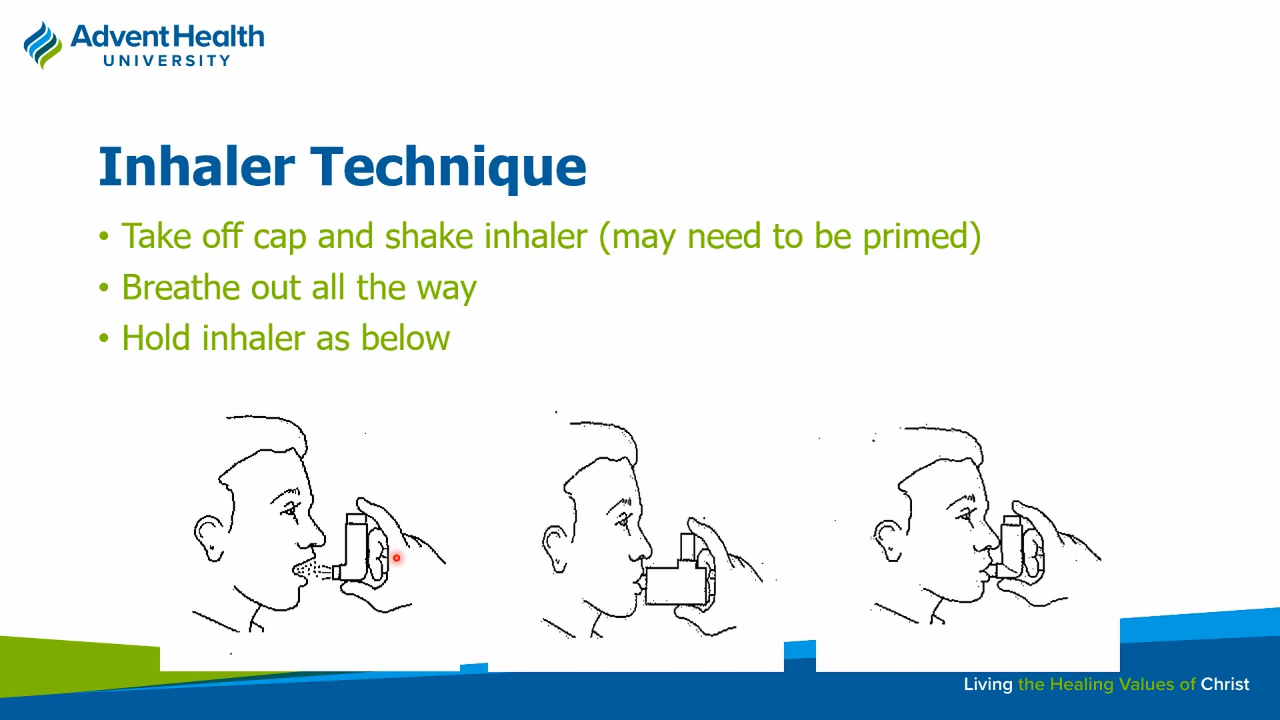 AdventHealth
UNIVERSITY
Inhaler Technique
• Take off cap and shake inhaler (may need to be primed)
• Breathe out all the way
• Hold inhaler as below
Living the Healing Values of Christ